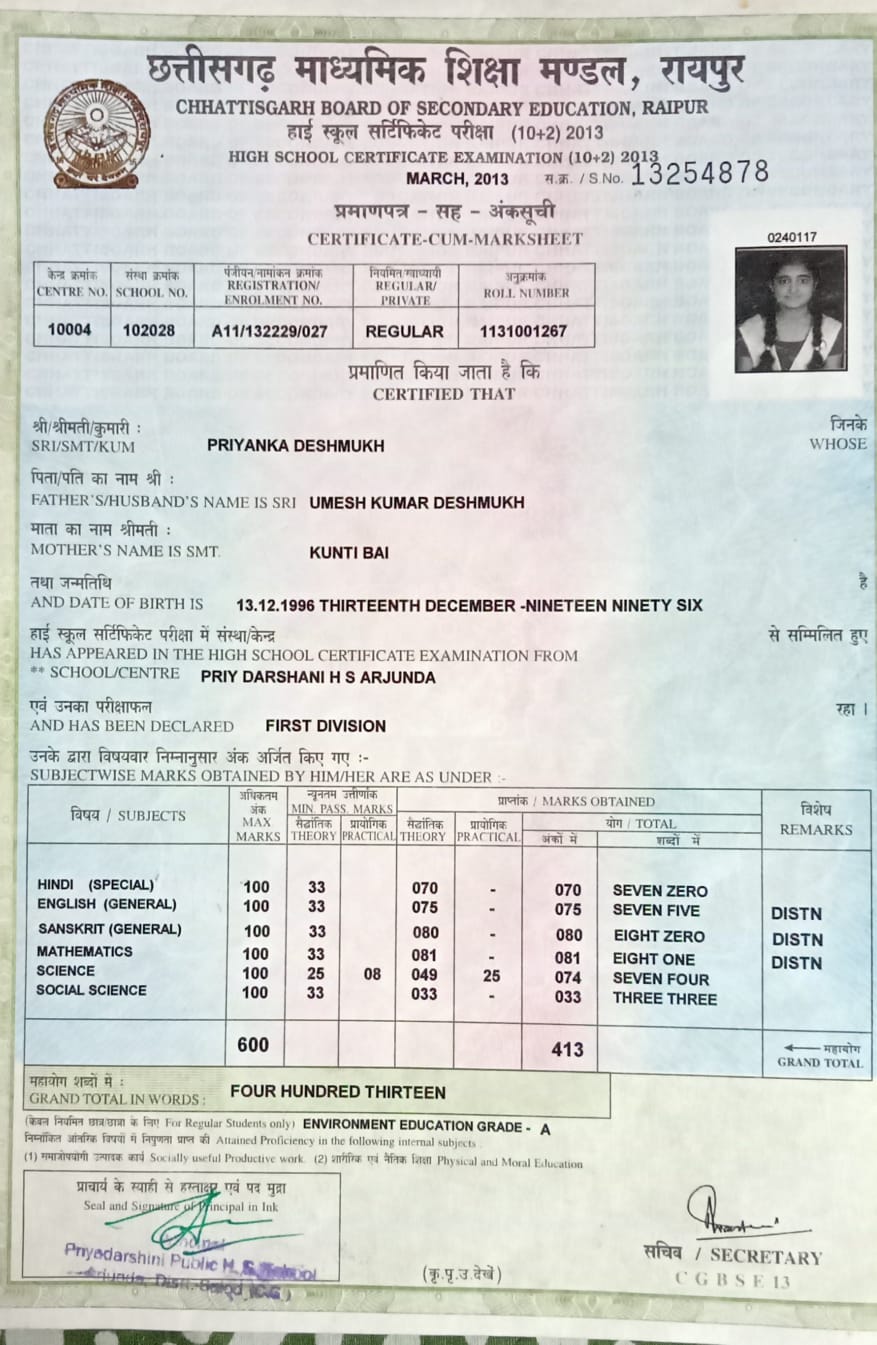 छत्तीसगढ़ माध्यमिक शिक्षा मण्डल, रायपुर
CHHATTISGARH BOARD OF SECONDARY EDUCATION, RAIPUR
हाई स्कूल सर्टिफिकेट परीक्षा (10+2) 2013
HIGH SCHOOL CERTIFICATE EXAMINATION (10+2) 2013
MARCH, 2013 स.क्र. / S.No. 13254878
प्रमाणपत्र - सह - अंकसूची
CERTIFICATE-CUM-MARKSHEET
0240117
केन्द्र क्रमांक संस्था क्रमांक पंजीयन/नामांकन क्रमांक नियमित/स्वाध्यायी अनुक्रमांक
CENTRE NO. SCHOOL NO. REGISTRATION/ ENROLMENT NO. REGULAR/ PRIVATE ROLL NUMBER
10004 102028 A11/132229/027 REGULAR 1131001267
प्रमाणित किया जाता है कि
CERTIFIED THAT
श्री/श्रीमती/कुमारी : जिनके
SRI/SMT/KUM PRIYANKA DESHMUKH WHOSE
पिता/पति का नाम श्री :
FATHER'S/HUSBAND'S NAME IS SRI UMESH KUMAR DESHMUKH
माता का नाम श्रीमती :
MOTHER'S NAME IS SMT. KUNTI BAI
तथा जन्मतिथि है
AND DATE OF BIRTH IS 13.12.1996 THIRTEENTH DECEMBER -NINETEEN NINETY SIX
हाई स्कूल सर्टिफिकेट परीक्षा में संस्था/केन्द्र से सम्मिलित हुए
HAS APPEARED IN THE HIGH SCHOOL CERTIFICATE EXAMINATION FROM
** SCHOOL/CENTRE PRIY DARSHANI H S ARJUNDA
एवं उनका परीक्षाफल रहा ।
AND HAS BEEN DECLARED FIRST DIVISION
उनके द्वारा विषयवार निम्नानुसार अंक अर्जित किए गए :-
SUBJECTWISE MARKS OBTAINED BY HIM/HER ARE AS UNDER :-
विषय / SUBJECTS अधिकतम अंक MAX MARKS न्यूनतम उत्तीर्णांक MIN. PASS. MARKS प्राप्तांक / MARKS OBTAINED विशेष REMARKS
सैद्धांतिक THEORY प्रायोगिक PRACTICAL सैद्धांतिक THEORY प्रायोगिक PRACTICAL योग / TOTAL
अंकों में शब्दों में
HINDI (SPECIAL) 100 33 070 - 070 SEVEN ZERO
ENGLISH (GENERAL) 100 33 075 - 075 SEVEN FIVE DISTN
SANSKRIT (GENERAL) 100 33 080 - 080 EIGHT ZERO DISTN
MATHEMATICS 100 33 081 - 081 EIGHT ONE DISTN
SCIENCE 100 25 08 049 25 074 SEVEN FOUR
SOCIAL SCIENCE 100 33 033 - 033 THREE THREE
600 413 महायोग
GRAND TOTAL
महायोग शब्दों में :
GRAND TOTAL IN WORDS : FOUR HUNDRED THIRTEEN
(केवल नियमित छात्र/छात्रा के लिए For Regular Students only) ENVIRONMENT EDUCATION GRADE - A
निम्नांकित आंतरिक विषयों में निपुणता प्राप्त की Attained Proficiency in the following internal subjects
(1) समाजोपयोगी उत्पादक कार्य Socially useful Productive work. (2) शारीरिक एवं नैतिक शिक्षा Physical and Moral Education
प्राचार्य के स्याही से हस्ताक्षर एवं पद मुद्रा
Seal and Signature of Principal in Ink
Priyadarshini Public H. S. School
Arjunda, Distt. Balod (C.G.)
(कृ.पृ.उ.देखें)
सचिव / SECRETARY
C G B S E 13